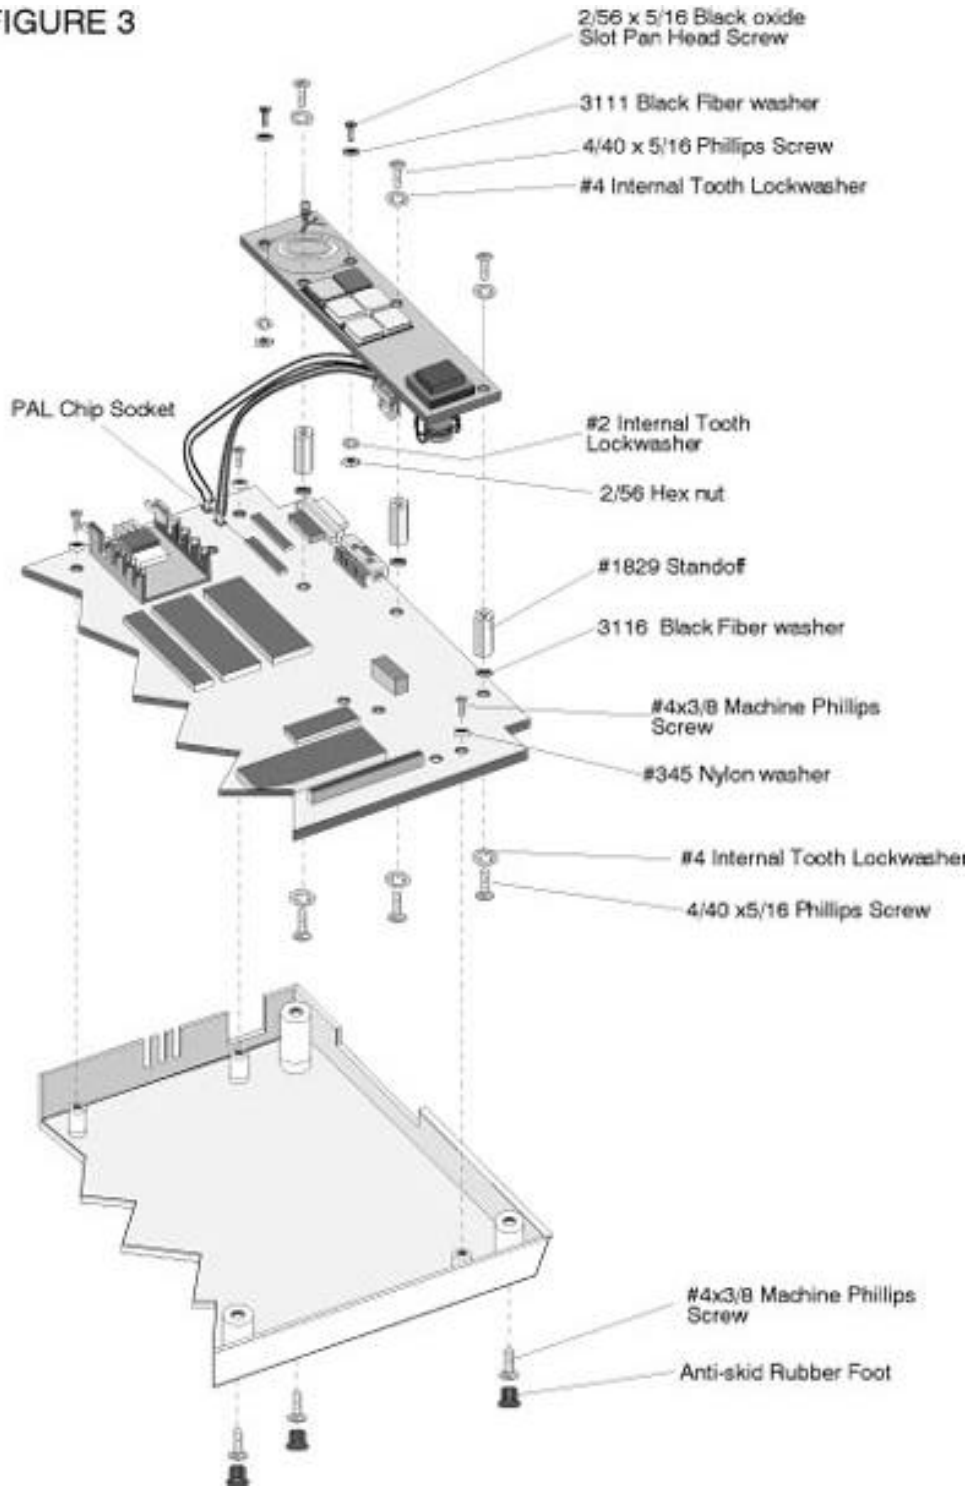 FIGURE 3
2/56 x 5/16 Black oxide
Slot Pan Head Screw
3111 Black Fiber washer
4/40 x 5/16 Phillips Screw
#4 Internal Tooth Lockwasher
PAL Chip Socket
#2 Internal Tooth
Lockwasher
2/56 Hex nut
#1829 Standoff
3116 Black Fiber washer
#4x3/8 Machine Phillips
Screw
#345 Nylon washer
#4 Internal Tooth Lockwasher
4/40 x5/16 Phillips Screw
#4x3/8 Machine Phillips
Screw
Anti-skid Rubber Foot